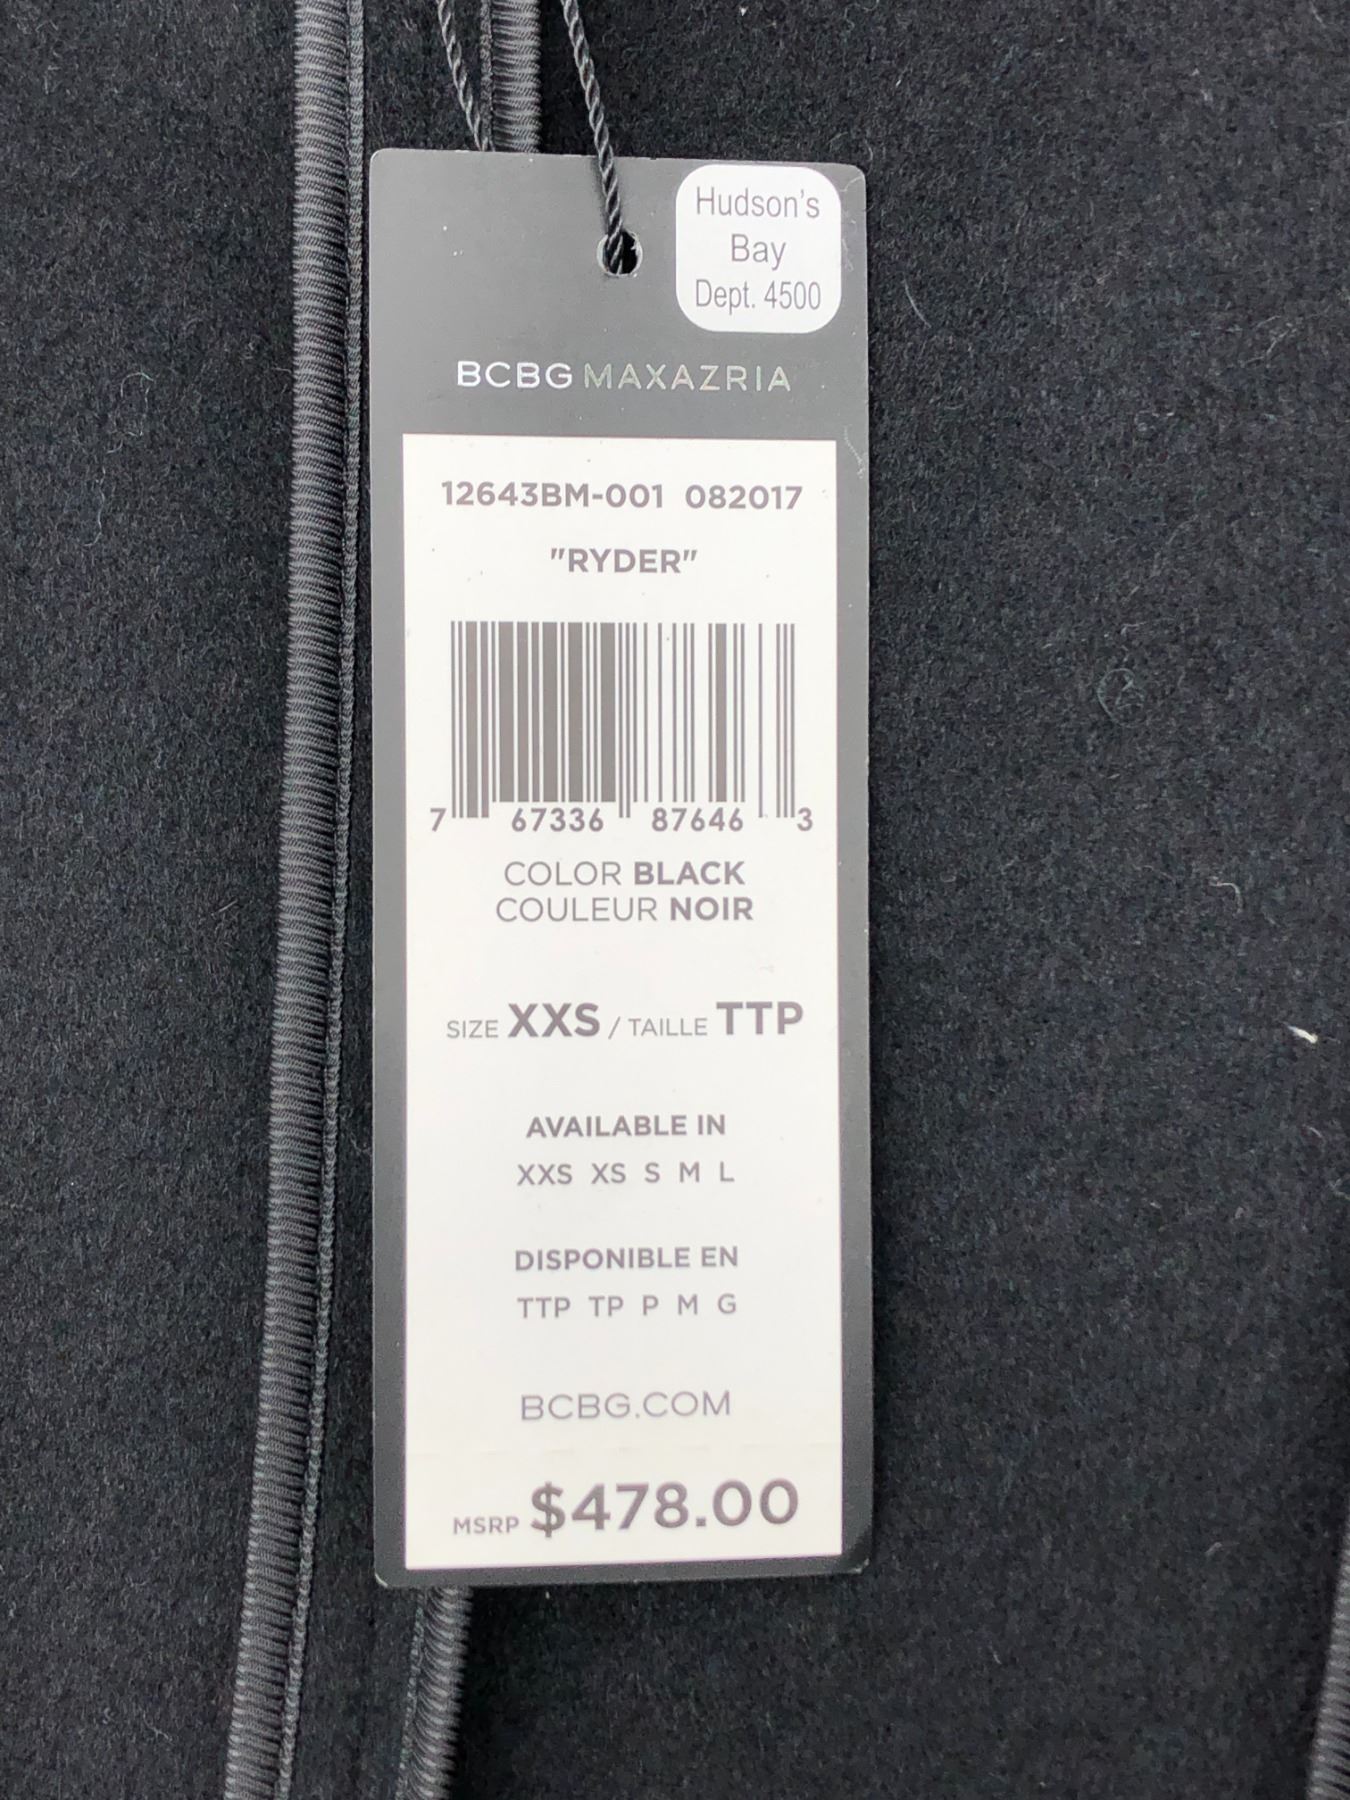 Hudson's
Bay
Dept. 4500
BCBGMAXAZRIA
12643BM-001 082017
"RYDER"
7 67336 87646 3
COLOR BLACK
COULEUR NOIR
SIZE XXS / TAILLE TTP
AVAILABLE IN
XXS XS S M L
DISPONIBLE EN
TTP TP P M G
BCBG.COM
MSRP $478.00